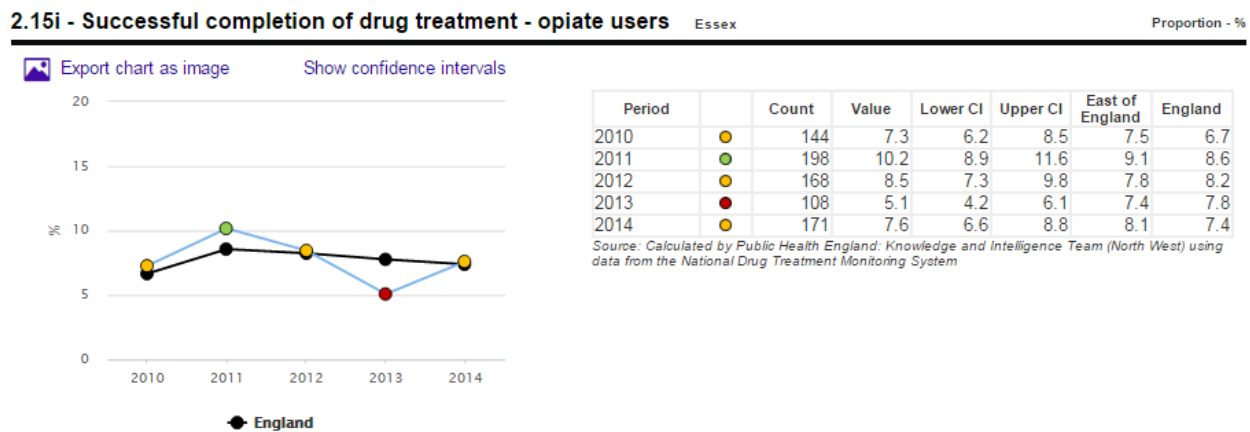 2.15i - Successful completion of drug treatment - opiate users Essex Proportion - %
Export chart as image Show confidence intervals
20
15
10
5
0
%
2010 2011 2012 2013 2014
England
Period Count Value Lower CI Upper CI East of England England
2010 144 7.3 6.2 8.5 7.5 6.7
2011 198 10.2 8.9 11.6 9.1 8.6
2012 168 8.5 7.3 9.8 7.8 8.2
2013 108 5.1 4.2 6.1 7.4 7.8
2014 171 7.6 6.6 8.8 8.1 7.4
Source: Calculated by Public Health England: Knowledge and Intelligence Team (North West) using
data from the National Drug Treatment Monitoring System